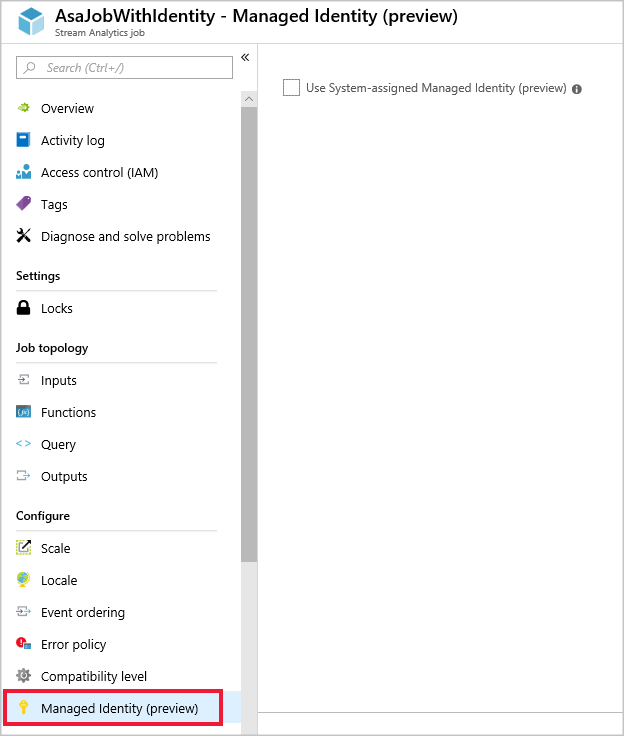 AsaJobWithIdentity - Managed Identity (preview)
Stream Analytics job
Search (Ctrl+/)
«
Overview
Activity log
Access control (IAM)
Tags
Diagnose and solve problems
Settings
Locks
Job topology
Inputs
Functions
Query
Outputs
Configure
Scale
Locale
Event ordering
Error policy
Compatibility level
Managed Identity (preview)
Use System-assigned Managed Identity (preview)